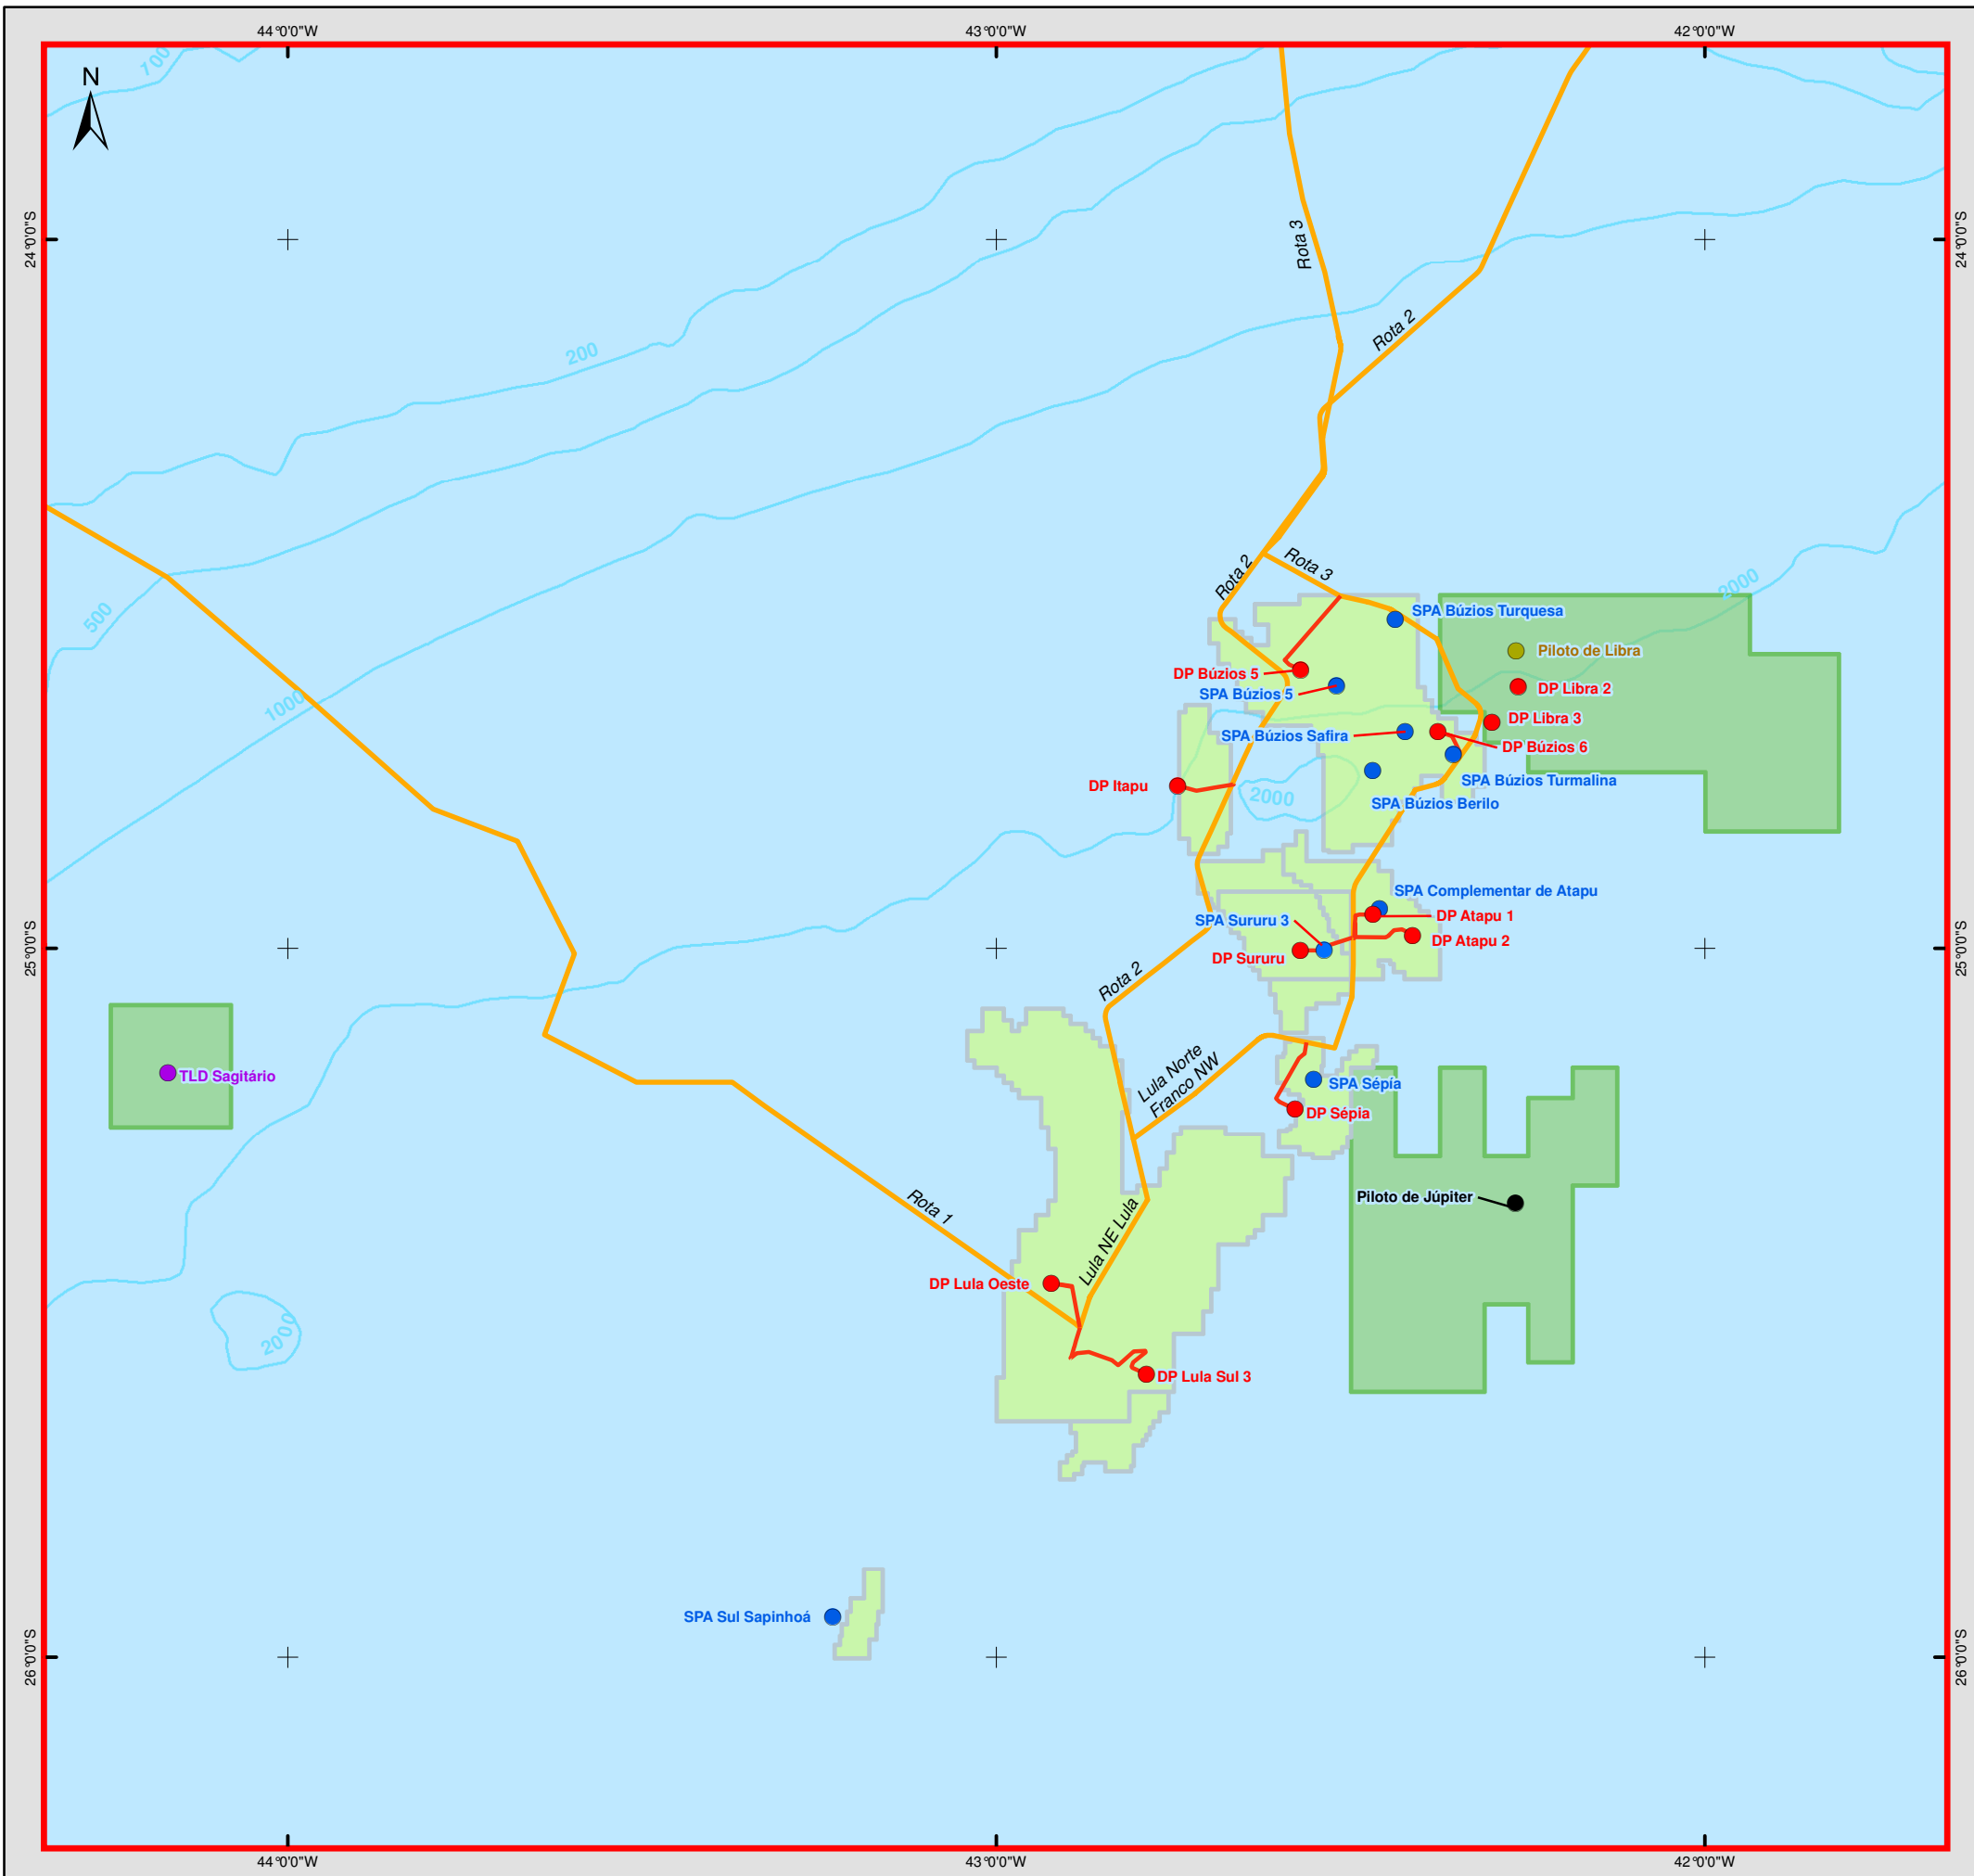 44°0'0"W
43°0'0"W
42°0'0"W
700
N
24°0'0"S
24°0'0"S
Rota 3
Rota 2
200
Rota 2
Rota 3
2000
500
SPA Búzios Turquesa
Piloto de Libra
DP Búzios 5
SPA Búzios 5
DP Libra 2
1000
DP Libra 3
SPA Búzios Safira
DP Búzios 6
DP Itapu
SPA Búzios Turmalina
2000
SPA Búzios Berilo
SPA Complementar de Atapu
SPA Sururu 3
DP Atapu 1
DP Atapu 2
25°0'0"S
25°0'0"S
DP Sururu
Rota 2
Lula Norte
Franco NW
TLD Sagitário
SPA Sépía
DP Sépia
Rota 1
Piloto de Júpiter
Lula NE Lula
DP Lula Oeste
2000
DP Lula Sul 3
SPA Sul Sapinhoá
26°0'0"S
26°0'0"S
44°0'0"W
43°0'0"W
42°0'0"W